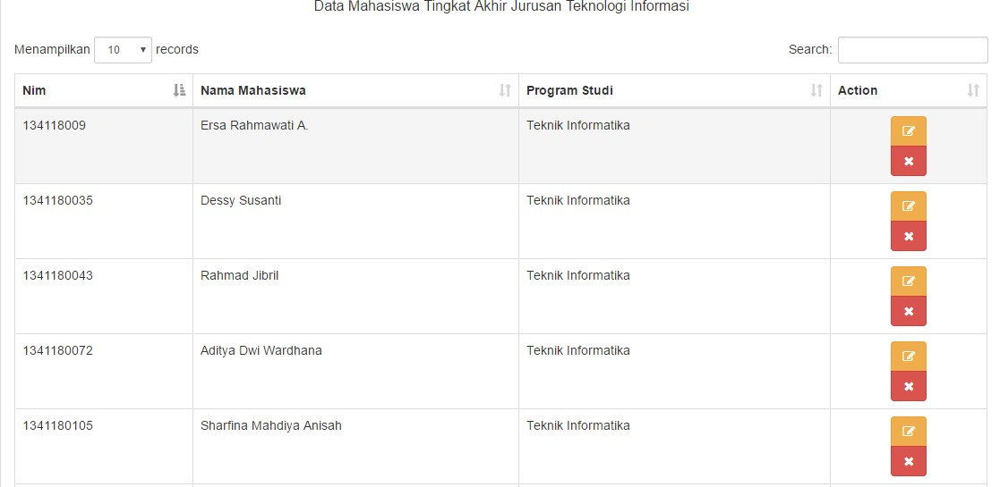 Data Mahasiswa Tingkat Akhir Jurusan Teknologi Informasi
Menampilkan 10 records Search:
Nim Nama Mahasiswa Program Studi Action
134118009 Ersa Rahmawati A. Teknik Informatika
1341180035 Dessy Susanti Teknik Informatika
1341180043 Rahmad Jibril Teknik Informatika
1341180072 Aditya Dwi Wardhana Teknik Informatika
1341180105 Sharfina Mahdiya Anisah Teknik Informatika